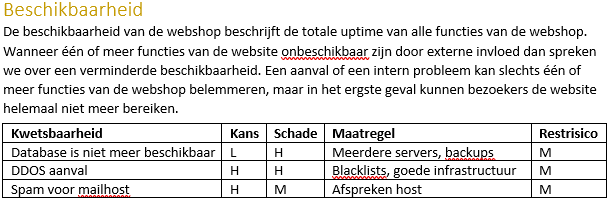 Beschikbaarheid
De beschikbaarheid van de webshop beschrijft de totale uptime van alle functies van de webshop.
Wanneer één of meer functies van de website onbeschikbaar zijn door externe invloed dan spreken
we over een verminderde beschikbaarheid. Een aanval of een intern probleem kan slechts één of
meer functies van de webshop belemmeren, maar in het ergste geval kunnen bezoekers de website
helemaal niet meer bereiken.
Kwetsbaarheid Kans Schade Maatregel Restrisico
Database is niet meer beschikbaar L H Meerdere servers, backups M
DDOS aanval H H Blacklists, goede infrastructuur M
Spam voor mailhost H M Afspreken host M